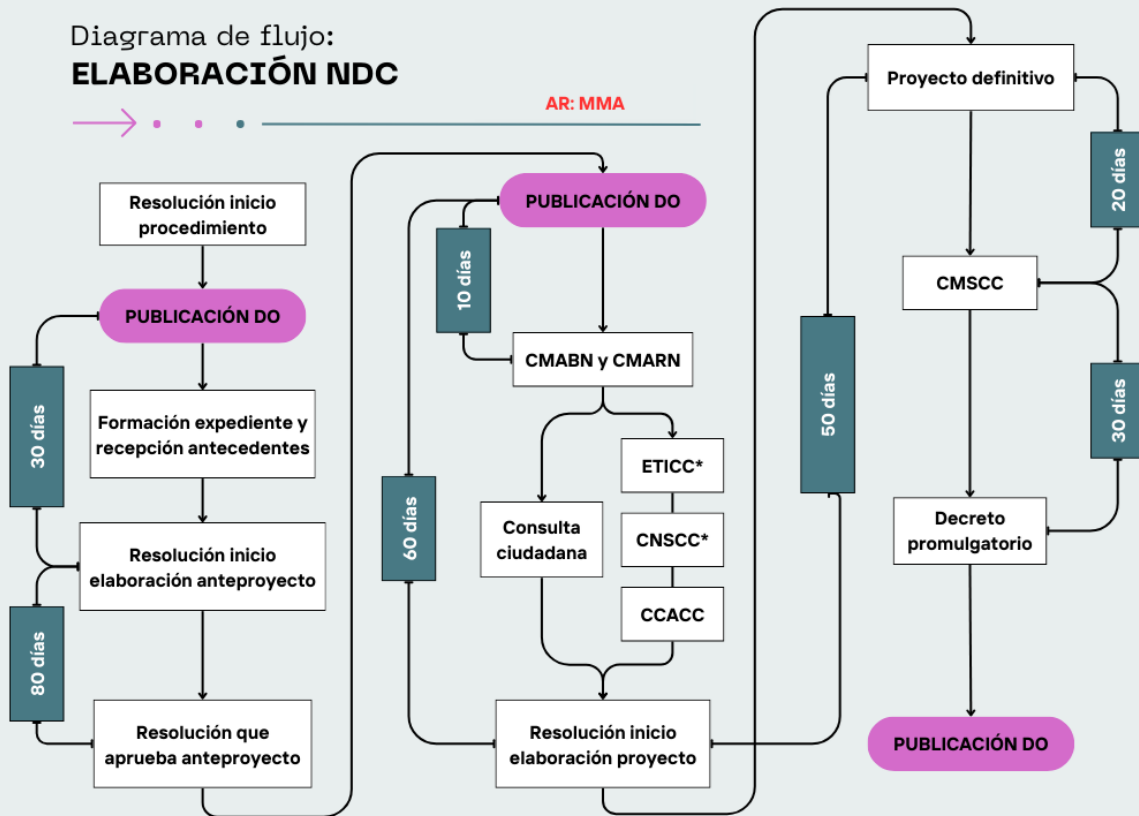 Diagrama de flujo:
ELABORACIÓN NDC
AR: MMA
Resolución inicio
procedimiento
PUBLICACIÓN DO
30 días
Formación expediente y
recepción antecedentes
Resolución inicio
elaboración anteproyecto
80 días
Resolución que
aprueba anteproyecto
PUBLICACIÓN DO
10 días
CMABN y CMARN
60 días
Consulta
ciudadana
ETICC*
CNSCC*
CCACC
Resolución inicio
elaboración proyecto
50 días
Proyecto definitivo
20 días
CMSCC
30 días
Decreto
promulgatorio
PUBLICACIÓN DO